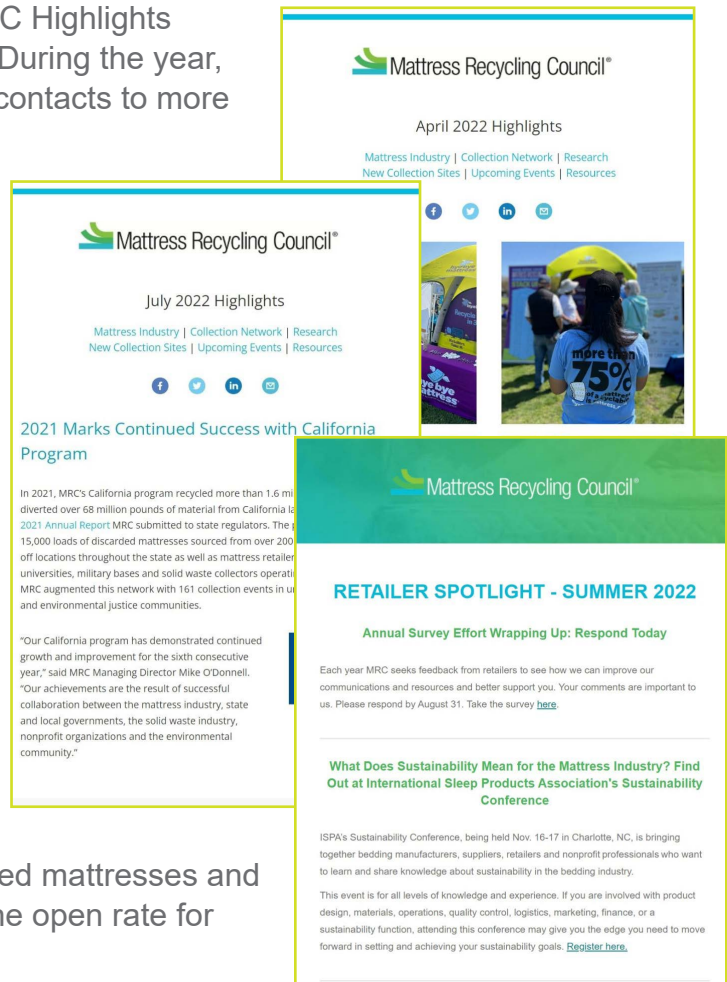 C Highlights
During the year,
contacts to more
Mattress Recycling Council®
April 2022 Highlights
Mattress Industry | Collection Network | Research
New Collection Sites | Upcoming Events | Resources
more than
75%
of a mattress
is recyclable
Mattress Recycling Council®
July 2022 Highlights
Mattress Industry | Collection Network | Research
New Collection Sites | Upcoming Events | Resources
2021 Marks Continued Success with California
Program
In 2021, MRC's California program recycled more than 1.6
diverted over 68 million pounds of material from California
2021 Annual Report MRC submitted to state regulators. The
15,000 loads of discarded mattresses sourced from over 200
off locations throughout the state as well as mattress
universities, military bases and solid waste collectors
MRC augmented this network with 161 collection events in
and environmental justice communities.
"Our California program has demonstrated continued
growth and improvement for the sixth consecutive
year," said MRC Managing Director Mike O'Donnell.
"Our achievements are the result of successful
collaboration between the mattress industry, state
and local governments, the solid waste industry,
nonprofit organizations and the environmental
community."
Mattress Recycling Council®
RETAILER SPOTLIGHT - SUMMER 2022
Annual Survey Effort Wrapping Up: Respond Today
Each year MRC seeks feedback from retailers to see how we can improve our
communications and resources and better support you. Your comments are important to
us. Please respond by August 31. Take the survey here.
What Does Sustainability Mean for the Mattress Industry? Find
Out at International Sleep Products Association's Sustainability
Conference
ISPA's Sustainability Conference, being held Nov. 16-17 in Charlotte, NC, is bringing
together bedding manufacturers, suppliers, retailers and nonprofit professionals who want
to learn and share knowledge about sustainability in the bedding industry.
This event is for all levels of knowledge and experience. If you are involved with product
design, materials, operations, quality control, logistics, marketing, finance, or a
sustainability function, attending this conference may give you the edge you need to move
forward in setting and achieving your sustainability goals. Register here.
ed mattresses and
ne open rate for